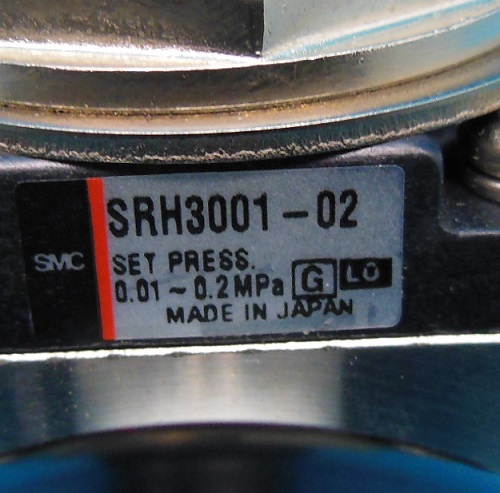 SRH3001-02
SMC
SET PRESS.
0.01~0.2MPa G LO
MADE IN JAPAN